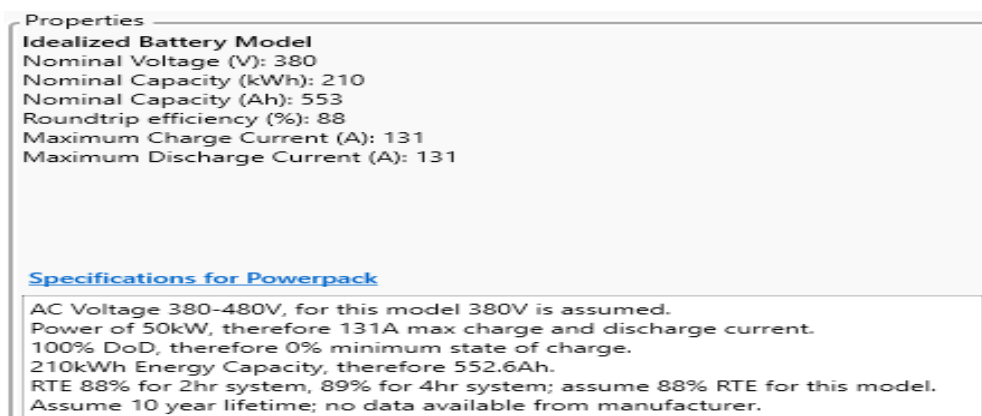 Properties
Idealized Battery Model
Nominal Voltage (V): 380
Nominal Capacity (kWh): 210
Nominal Capacity (Ah): 553
Roundtrip efficiency (%): 88
Maximum Charge Current (A): 131
Maximum Discharge Current (A): 131
Specifications for Powerpack
AC Voltage 380-480V, for this model 380V is assumed.
Power of 50kW, therefore 131A max charge and discharge current.
100% DoD, therefore 0% minimum state of charge.
210kWh Energy Capacity, therefore 552.6Ah.
RTE 88% for 2hr system, 89% for 4hr system; assume 88% RTE for this model.
Assume 10 year lifetime; no data available from manufacturer.